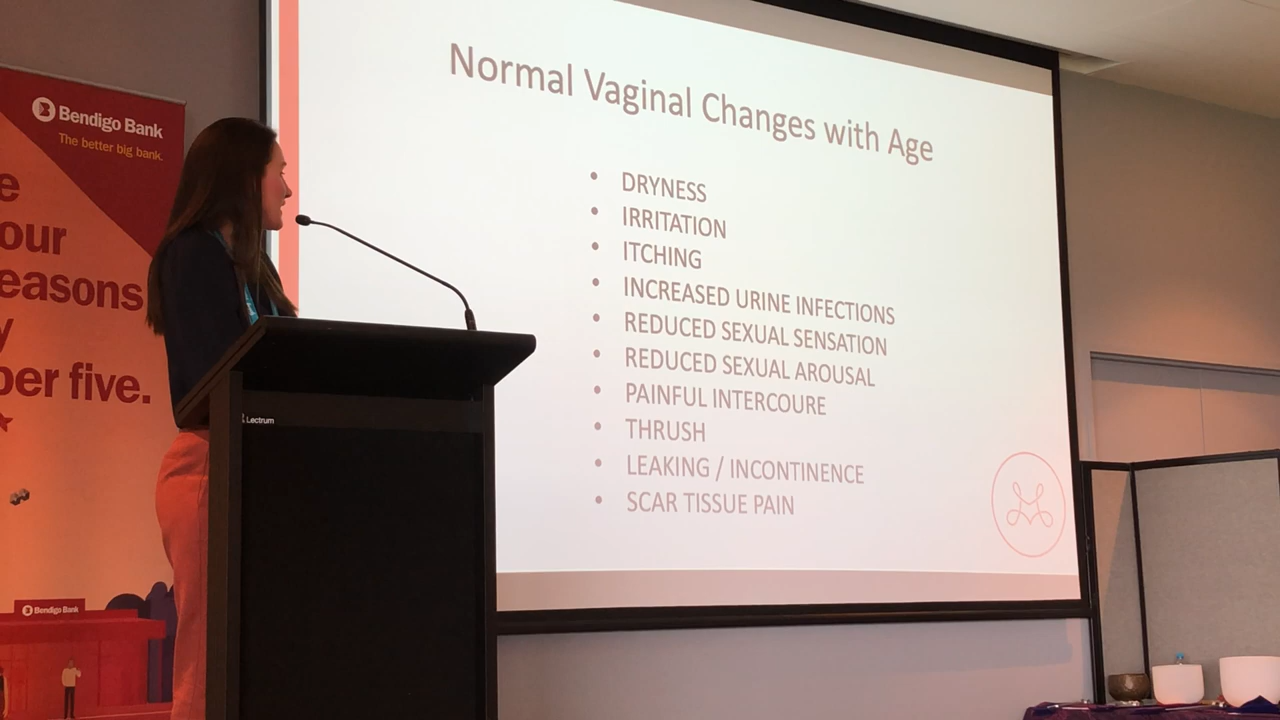 Bendigo Bank
The better big bank.
e
our
easons
y
per five.
Bendigo Bank
Lectrum
Normal Vaginal Changes with Age
• DRYNESS
• IRRITATION
• ITCHING
• INCREASED URINE INFECTIONS
• REDUCED SEXUAL SENSATION
• REDUCED SEXUAL AROUSAL
• PAINFUL INTERCOURE
• THRUSH
• LEAKING / INCONTINENCE
• SCAR TISSUE PAIN